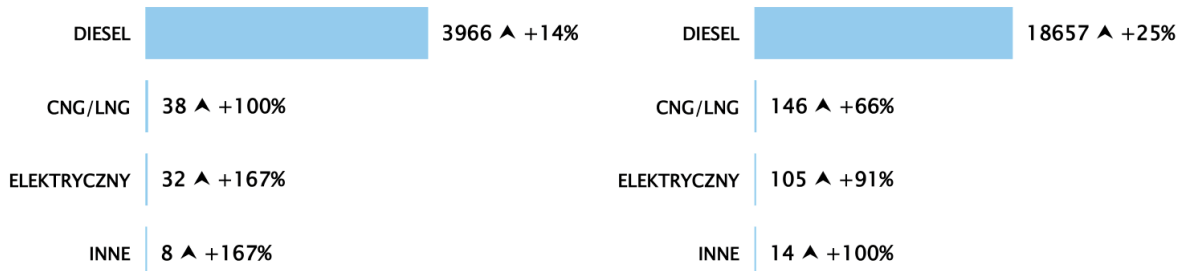 DIESEL 3966 ▲ +14%
CNG/LNG 38 ▲ +100%
ELEKTRYCZNY 32 ▲ +167%
INNE 8 ▲ +167%
DIESEL 18657 ▲ +25%
CNG/LNG 146 ▲ +66%
ELEKTRYCZNY 105 ▲ +91%
INNE 14 ▲ +100%